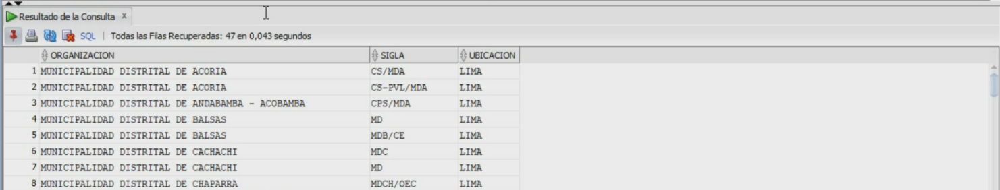 Resultado de la Consulta x
SQL | Todas las Filas Recuperadas: 47 en 0,043 segundos
ORGANIZACION SIGLA UBICACION
1 MUNICIPALIDAD DISTRITAL DE ACORIA CS/MDA LIMA
2 MUNICIPALIDAD DISTRITAL DE ACORIA CS-PVL/MDA LIMA
3 MUNICIPALIDAD DISTRITAL DE ANDABAMBA - ACOBAMBA CPS/MDA LIMA
4 MUNICIPALIDAD DISTRITAL DE BALSAS MD LIMA
5 MUNICIPALIDAD DISTRITAL DE BALSAS MDB/CE LIMA
6 MUNICIPALIDAD DISTRITAL DE CACHACHI MDC LIMA
7 MUNICIPALIDAD DISTRITAL DE CACHACHI MD LIMA
8 MUNICIPALIDAD DISTRITAL DE CHAPARRA MDCH/OEC LIMA